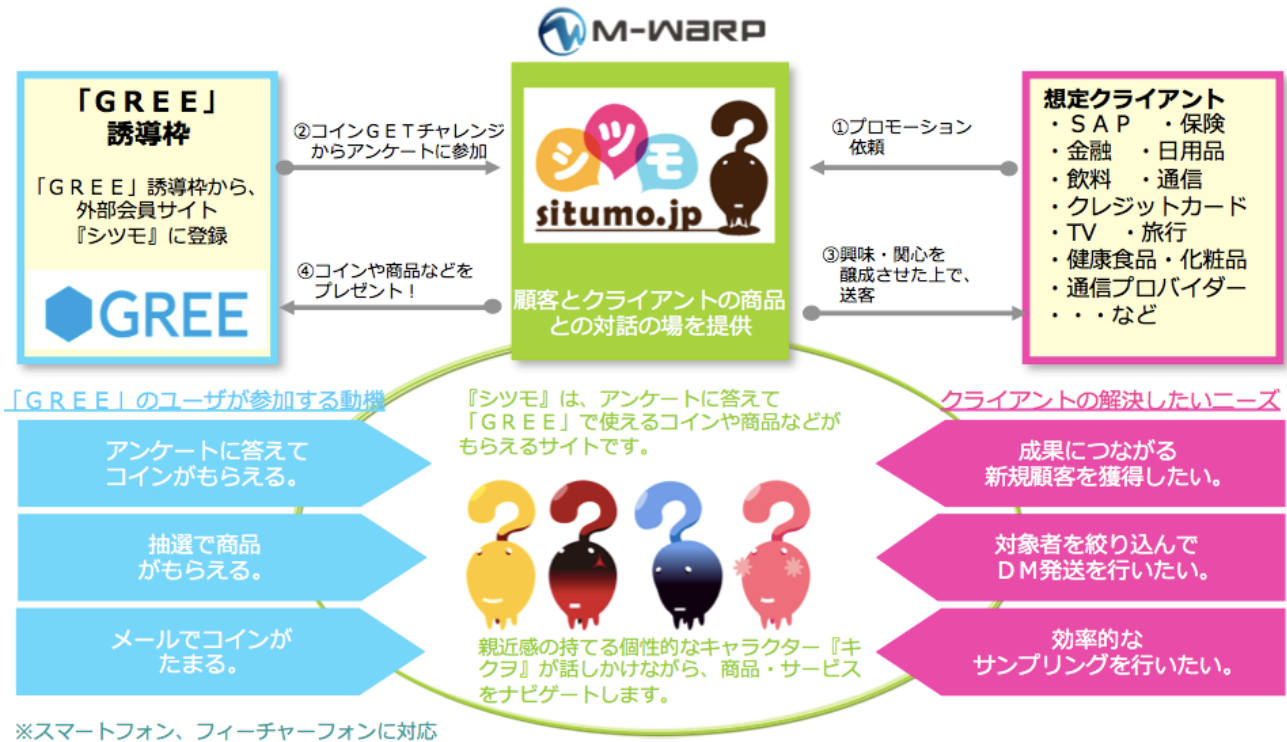 M-WARP
「ＧＲＥＥ」
誘導枠
「ＧＲＥＥ」誘導枠から、
外部会員サイト
『シツモ』に登録
GREE
②コインＧＥＴチャレンジ
からアンケートに参加
④コインや商品などを
プレゼント！
シツモ
situmo.jp
顧客とクライアントの商品
との対話の場を提供
①プロモーション
依頼
③興味・関心を
醸成させた上で、
送客
想定クライアント
・ＳＡＰ ・保険
・金融 ・日用品
・飲料 ・通信
・クレジットカード
・TV ・旅行
・健康食品・化粧品
・通信プロバイダー
・・・など
「ＧＲＥＥ」のユーザが参加する動機
アンケートに答えて
コインがもらえる。
抽選で商品
がもらえる。
メールでコインが
たまる。
『シツモ』は、アンケートに答えて
「ＧＲＥＥ」で使えるコインや商品などが
もらえるサイトです。
親近感の持てる個性的なキャラクター『キ
クヲ』が話しかけながら、商品・サービス
をナビゲートします。
クライアントの解決したいニーズ
成果につながる
新規顧客を獲得したい。
対象者を絞り込んで
ＤＭ発送を行いたい。
効率的な
サンプリングを行いたい。
※スマートフォン、フィーチャーフォンに対応